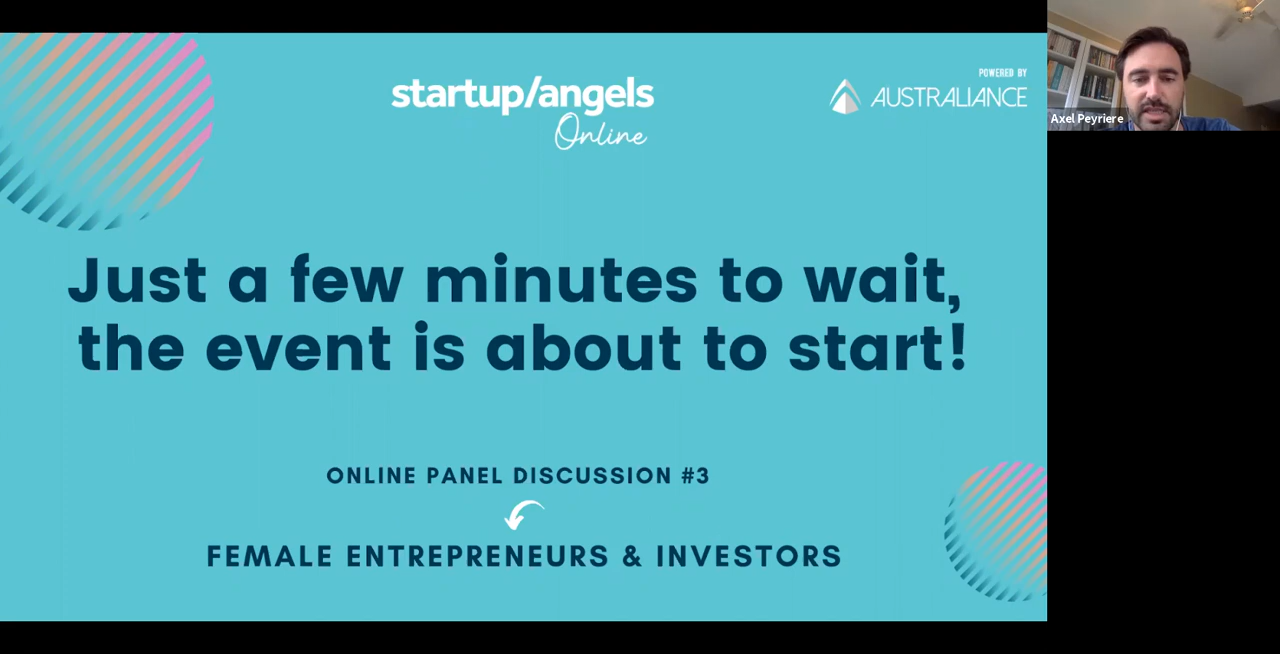 startup/angels
Online
POWERED BY
AUSTRALIANCE
Axel Peyriere
Just a few minutes to wait,
the event is about to start!
ONLINE PANEL DISCUSSION #3
FEMALE ENTREPRENEURS & INVESTORS